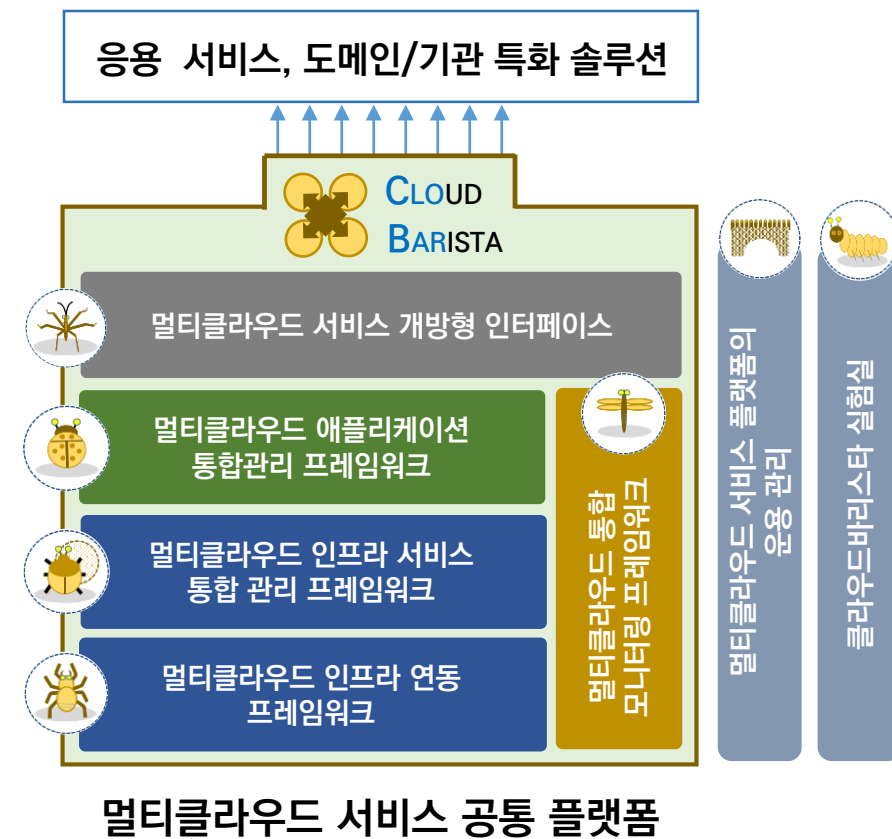 응용 서비스, 도메인/기관 특화 솔루션
CLOUD
BARISTA
멀티클라우드 서비스 개방형 인터페이스
멀티클라우드 애플리케이션
통합관리 프레임워크
멀티클라우드 인프라 서비스
통합 관리 프레임워크
멀티클라우드 인프라 연동
프레임워크
멀티클라우드 통합
모니터링 프레임워크
멀티클라우드 서비스 플랫폼의
운용 관리
클라우드바리스타 실험실
멀티클라우드 서비스 공통 플랫폼